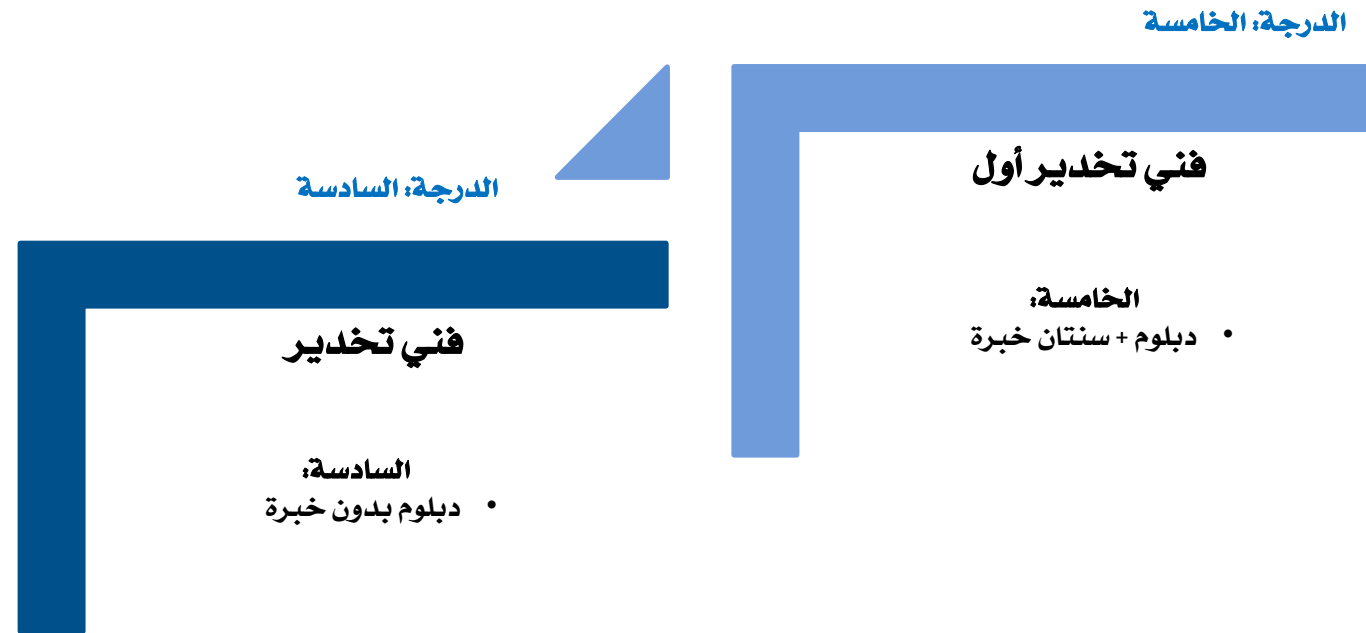 الدرجة: الخامسة
فني تخدير أول
الخامسة:
• دبلوم + سنتان خبرة
الدرجة: السادسة
فني تخدير
السادسة:
• دبلوم بدون خبرة